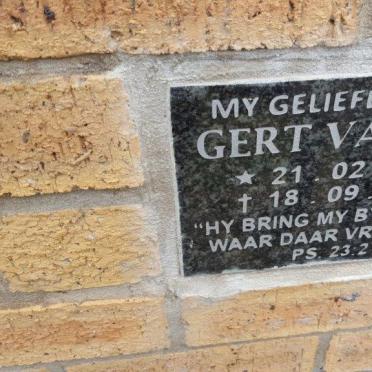 MY GELIEF
GERT VA
★ 21 02
† 18 - 09 -
"HY BRING MY B
WAAR DAAR VR
PS. 23:2